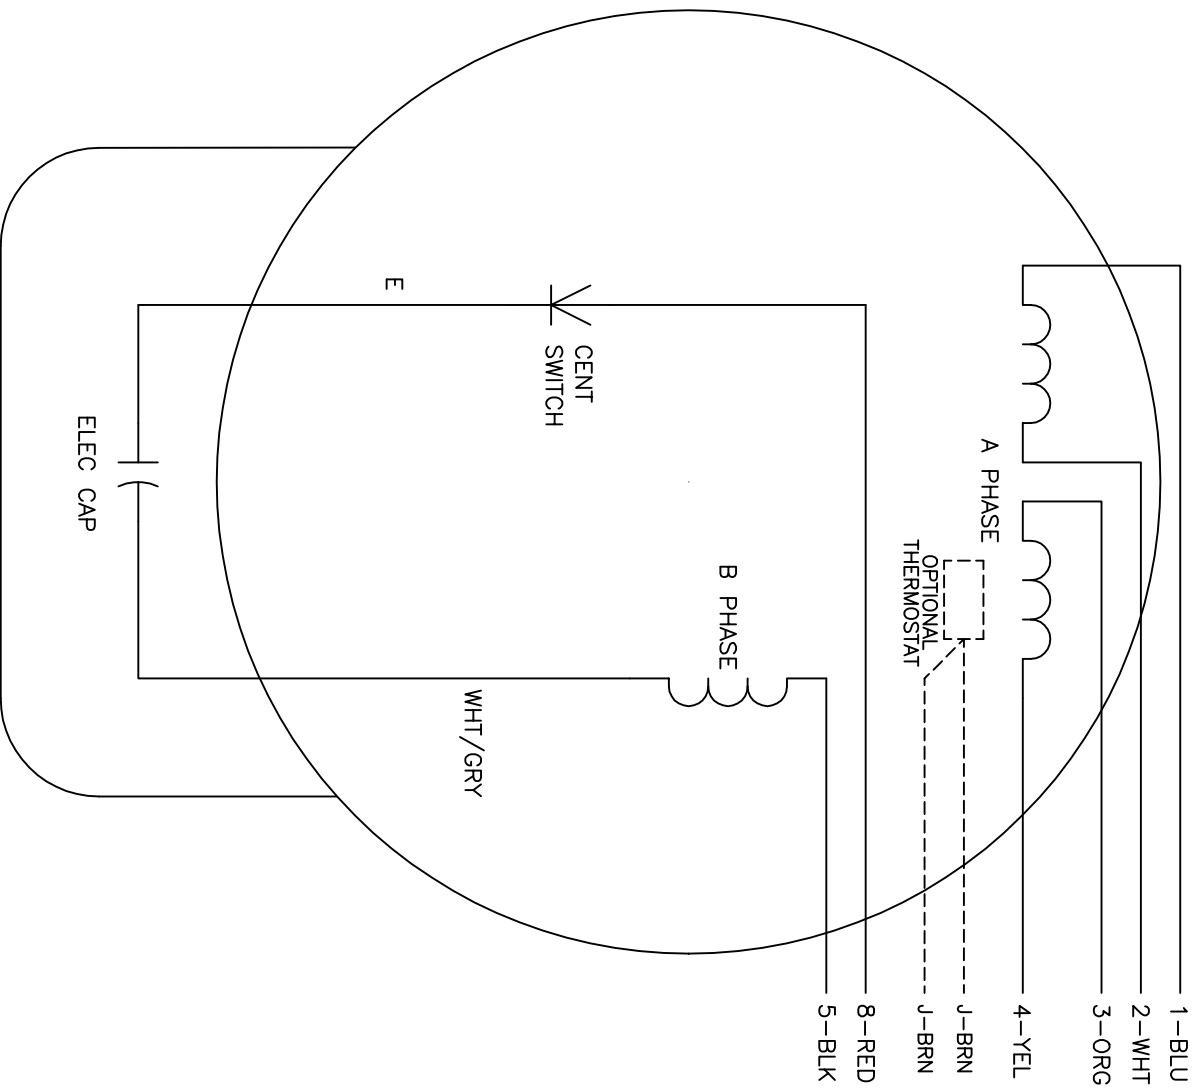 1-BLU
2-WHT
3-ORG
4-YEL
J-BRN
J-BRN
8-RED
5-BLK
A PHASE
OPTIONAL
THERMOSTAT
B PHASE
CENT
SWITCH
WHT/GRY
E
ELEC CAP